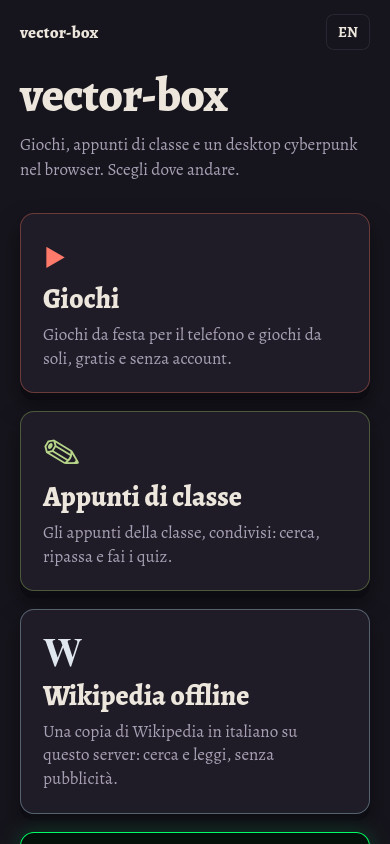 vector-box
EN
vector-box
Giochi, appunti di classe e un desktop cyberpunk
nel browser. Scegli dove andare.
Giochi
Giochi da festa per il telefono e giochi da
soli, gratis e senza account.
Appunti di classe
Gli appunti della classe, condivisi: cerca,
ripassa e fai i quiz.
W
Wikipedia offline
Una copia di Wikipedia in italiano su
questo server: cerca e leggi, senza
pubblicità.